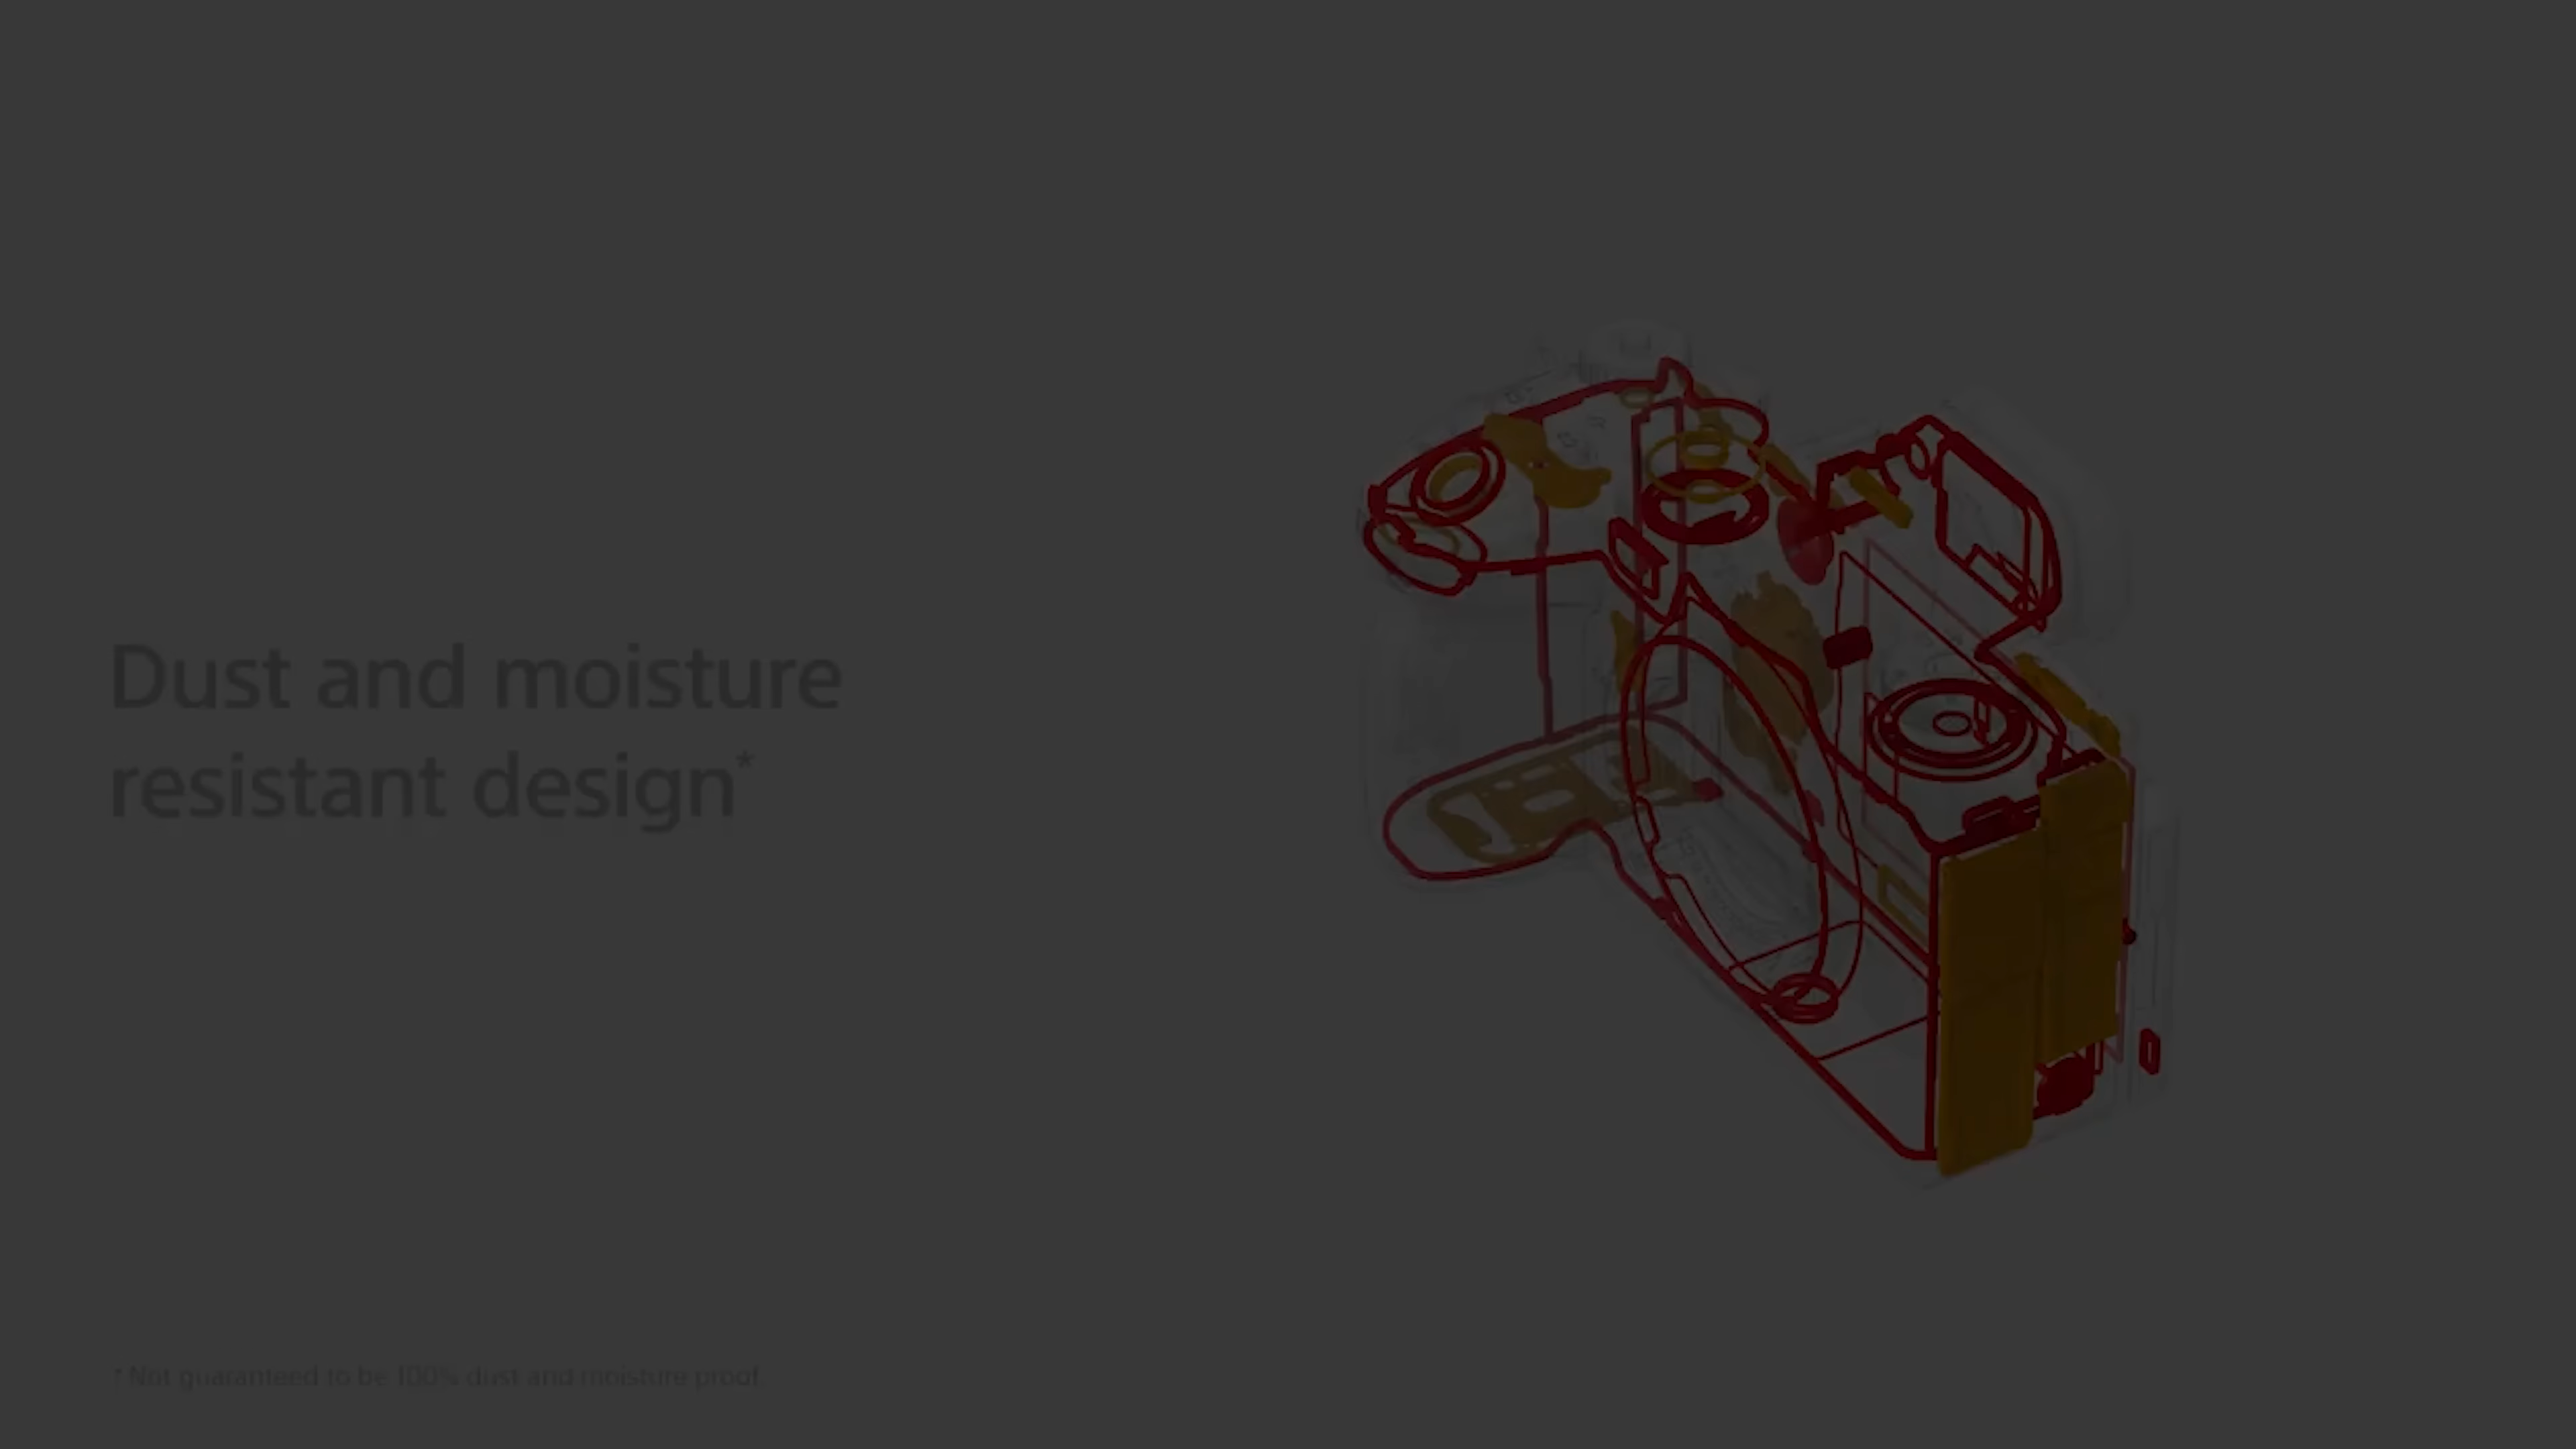 Dust and moisture
resistant design*
* Not guaranteed to be 100% dust and moisture proof.